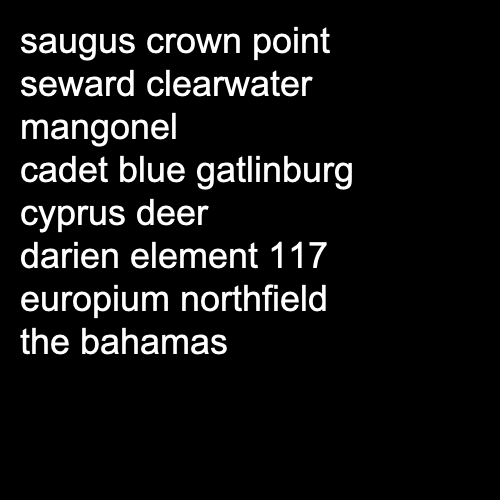 saugus crown point
seward clearwater
mangonel
cadet blue gatlinburg
cyprus deer
darien element 117
europium northfield
the bahamas